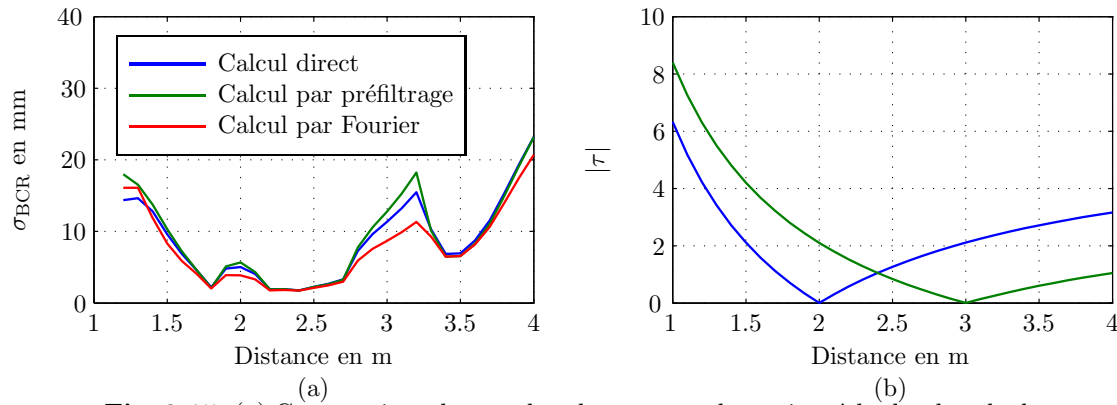 40
30
20
10
0
σBCR en mm
Calcul direct
Calcul par préfiltrage
Calcul par Fourier
1 1.5 2 2.5 3 3.5 4
Distance en m
(a)
10
8
6
4
2
0
|τ|
1 1.5 2 2.5 3 3.5 4
Distance en m
(b)